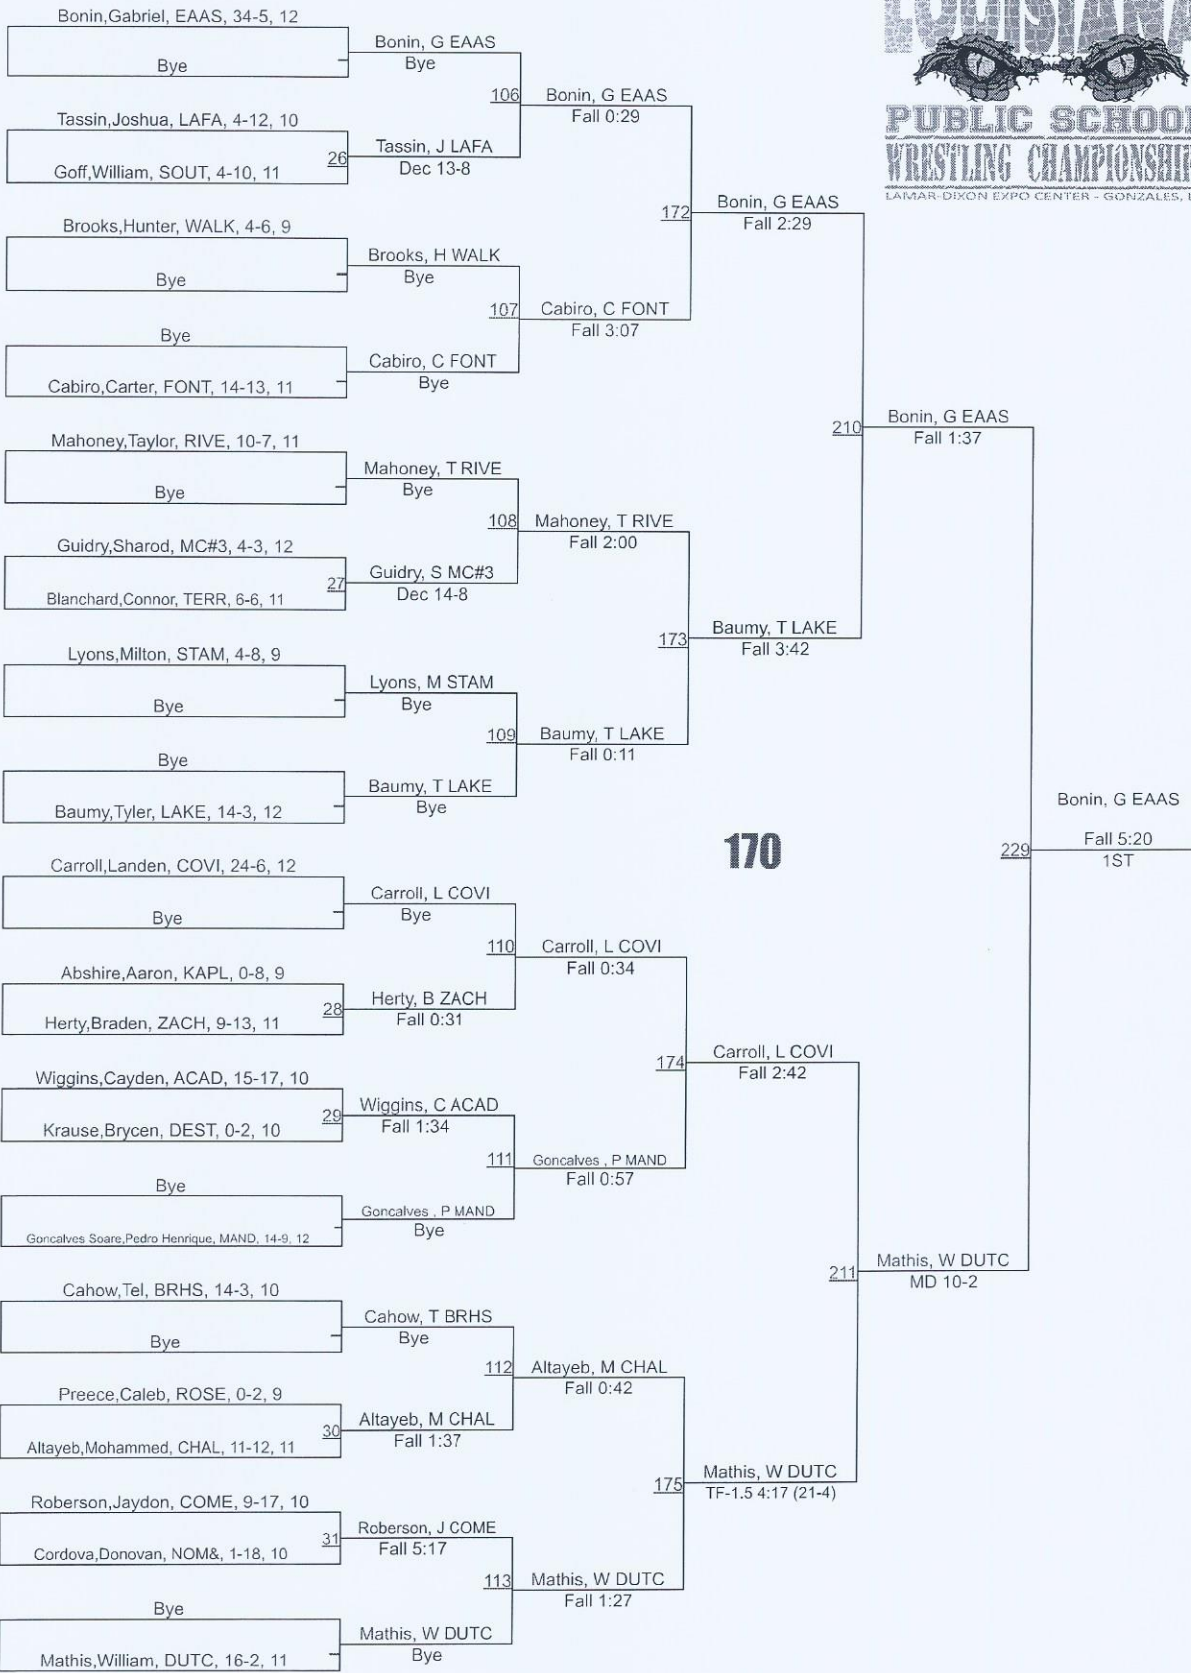 LOUISIANA
PUBLIC SCHOOL
WRESTLING CHAMPIONSHIP
LAMAR-DIXON EXPO CENTER - GONZALES,
Bonin,Gabriel, EAAS, 34-5, 12
Bye
Tassin,Joshua, LAFA, 4-12, 10
26
Goff,William, SOUT, 4-10, 11
Brooks,Hunter, WALK, 4-6, 9
Bye
Bye
Cabiro,Carter, FONT, 14-13, 11
Mahoney,Taylor, RIVE, 10-7, 11
Bye
Guidry,Sharod, MC#3, 4-3, 12
27
Blanchard,Connor, TERR, 6-6, 11
Lyons,Milton, STAM, 4-8, 9
Bye
Bye
Baumy,Tyler, LAKE, 14-3, 12
Carroll,Landen, COVI, 24-6, 12
Bye
Abshire,Aaron, KAPL, 0-8, 9
28
Herty,Braden, ZACH, 9-13, 11
Wiggins,Cayden, ACAD, 15-17, 10
29
Krause,Brycen, DEST, 0-2, 10
Bye
Goncalves Soare,Pedro Henrique, MAND, 14-9, 12
Cahow,Tel, BRHS, 14-3, 10
Bye
Preece,Caleb, ROSE, 0-2, 9
30
Altayeb,Mohammed, CHAL, 11-12, 11
Roberson,Jaydon, COME, 9-17, 10
31
Cordova,Donovan, NOM&, 1-18, 10
Bye
Mathis,William, DUTC, 16-2, 11
Bonin, G EAAS
Bye
106
Tassin, J LAFA
Dec 13-8
Brooks, H WALK
Bye
107
Cabiro, C FONT
Bye
Mahoney, T RIVE
Bye
108
Guidry, S MC#3
Dec 14-8
Lyons, M STAM
Bye
109
Baumy, T LAKE
Bye
Carroll, L COVI
Bye
110
Herty, B ZACH
Fall 0:31
Wiggins, C ACAD
Fall 1:34
111
Goncalves , P MAND
Bye
Cahow, T BRHS
Bye
112
Altayeb, M CHAL
Fall 1:37
Roberson, J COME
Fall 5:17
113
Mathis, W DUTC
Bye
Bonin, G EAAS
Fall 0:29
172
Cabiro, C FONT
Fall 3:07
Mahoney, T RIVE
Fall 2:00
173
Baumy, T LAKE
Fall 0:11
Carroll, L COVI
Fall 0:34
174
Goncalves , P MAND
Fall 0:57
Altayeb, M CHAL
Fall 0:42
175
Mathis, W DUTC
Fall 1:27
Bonin, G EAAS
Fall 2:29
210
Baumy, T LAKE
Fall 3:42
170
Carroll, L COVI
Fall 2:42
211
Mathis, W DUTC
TF-1.5 4:17 (21-4)
Bonin, G EAAS
Fall 1:37
229
Mathis, W DUTC
MD 10-2
Bonin, G EAAS
Fall 5:20
1ST